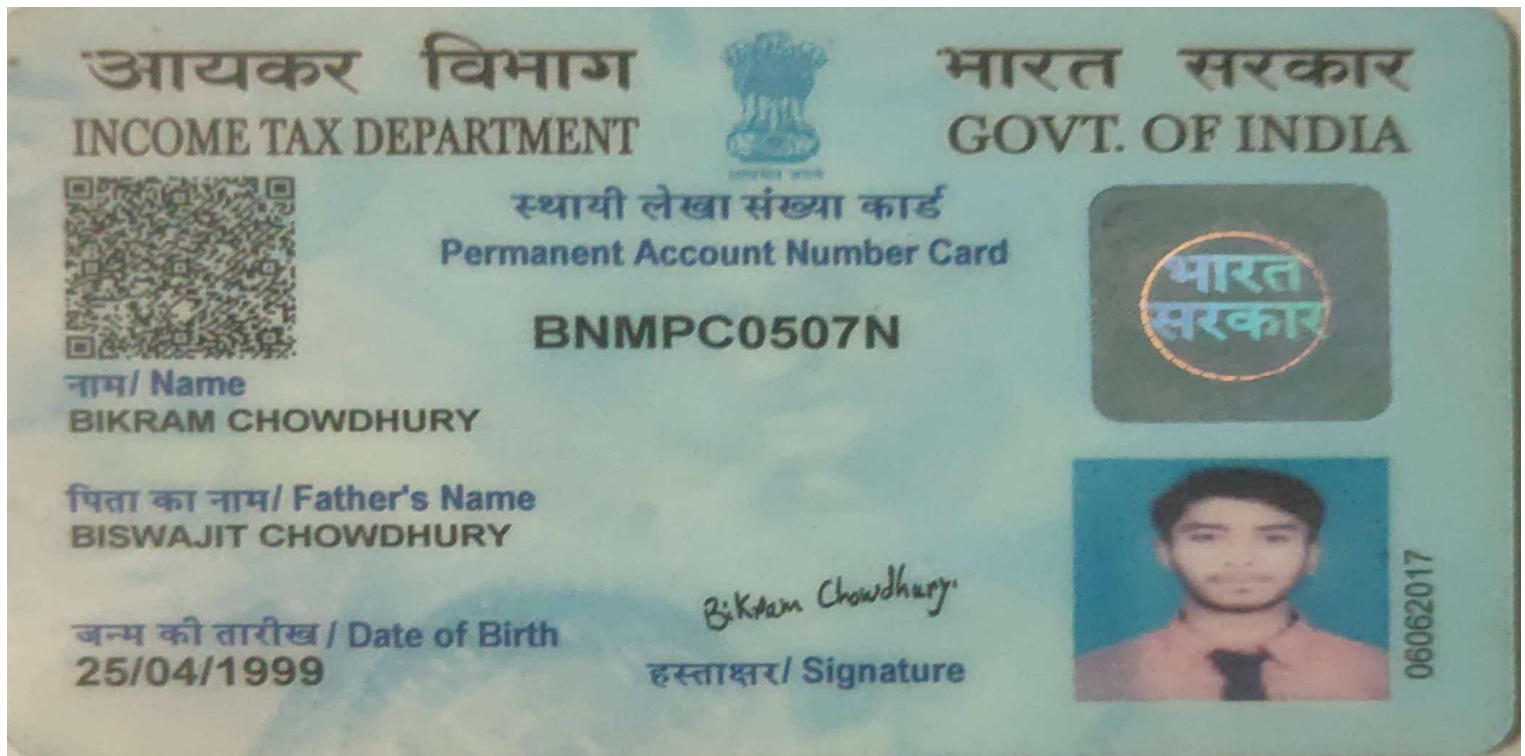 आयकर विभाग
INCOME TAX DEPARTMENT
भारत सरकार
GOVT. OF INDIA
स्थायी लेखा संख्या कार्ड
Permanent Account Number Card
भारत
सरकार
BNMPC0507N
नाम/ Name
BIKRAM CHOWDHURY
पिता का नाम/ Father's Name
BISWAJIT CHOWDHURY
जन्म की तारीख / Date of Birth
25/04/1999
Bikram Chowdhury.
हस्ताक्षर/ Signature
06062017